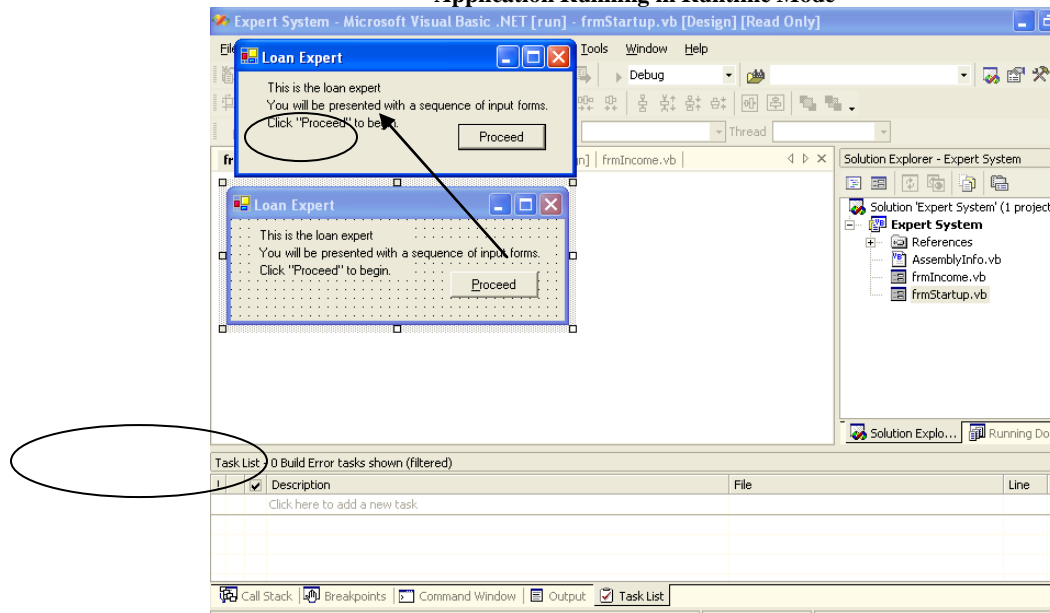 Application Running in Runtime Mode
Expert System - Microsoft Visual Basic .NET [run] - frmStartup.vb [Design] [Read Only]
Tools Window Help
Loan Expert
This is the loan expert
You will be presented with a sequence of input forms.
Click "Proceed" to begin.
Proceed
Debug
Thread
frmIncome.vb
Loan Expert
This is the loan expert
You will be presented with a sequence of input forms.
Click "Proceed" to begin.
Proceed
Solution Explorer - Expert System
Solution 'Expert System' (1 project
Expert System
References
AssemblyInfo.vb
frmIncome.vb
frmStartup.vb
Solution Explo... Running Do
Task List - 0 Build Error tasks shown (filtered)
! Description File Line
Click here to add a new task
Call Stack Breakpoints Command Window Output Task List